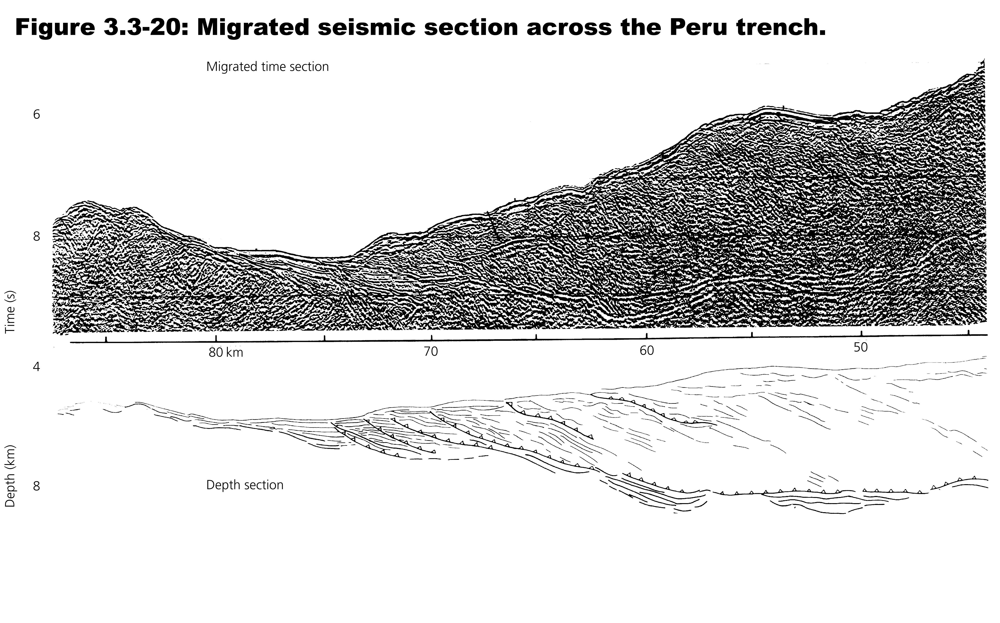 Figure 3.3-20: Migrated seismic section across the Peru trench.
Migrated time section
6
8
Time (s)
80 km
70
60
50
4
8
Depth (km)
Depth section